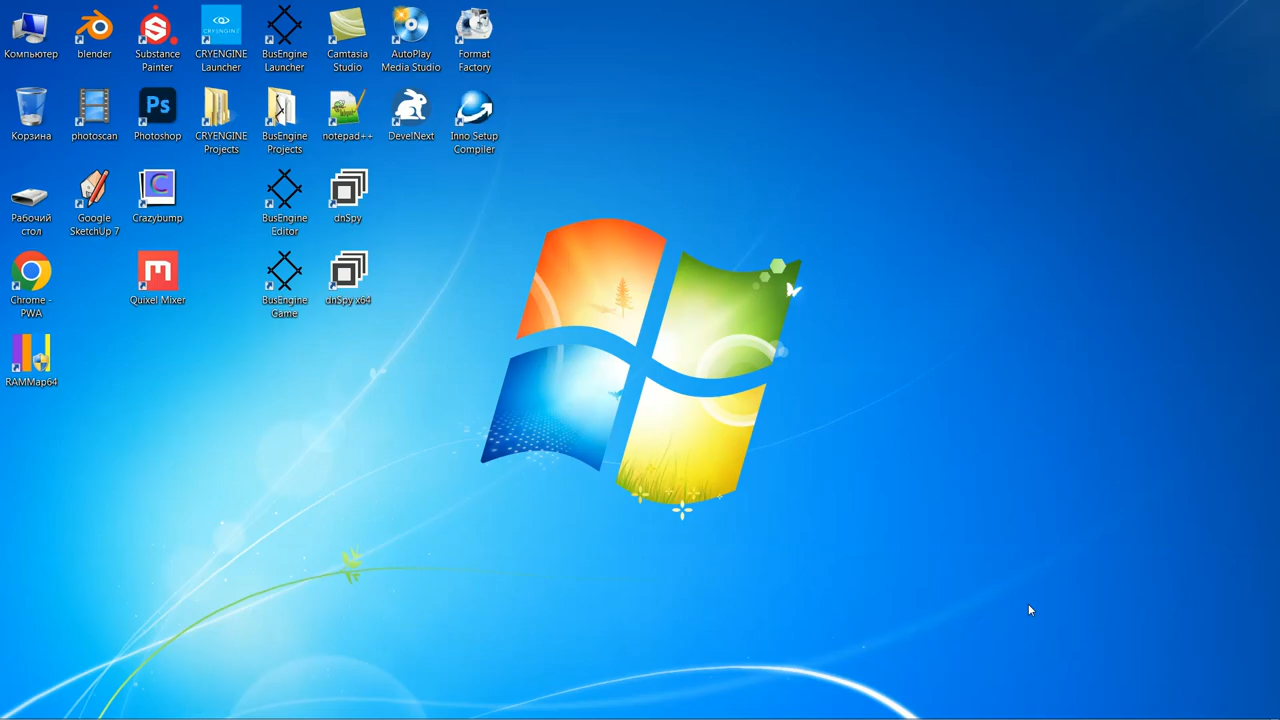 Компьютер
blender
Substance
Painter
CRYENGINE
CRYENGINE
Launcher
BusEngine
Launcher
Camtasia
Studio
AutoPlay
Media Studio
Format
Factory
Корзина
photoscan
Ps
Photoshop
CRYENGINE
Projects
BusEngine
Projects
notepad++
DevelNext
Inno Setup
Compiler
Рабочий
стол
Google
SketchUp 7
C
Crazybump
BusEngine
Editor
dnSpy
Chrome -
PWA
Quixel Mixer
BusEngine
Game
dnSpy x64
RAMMap64